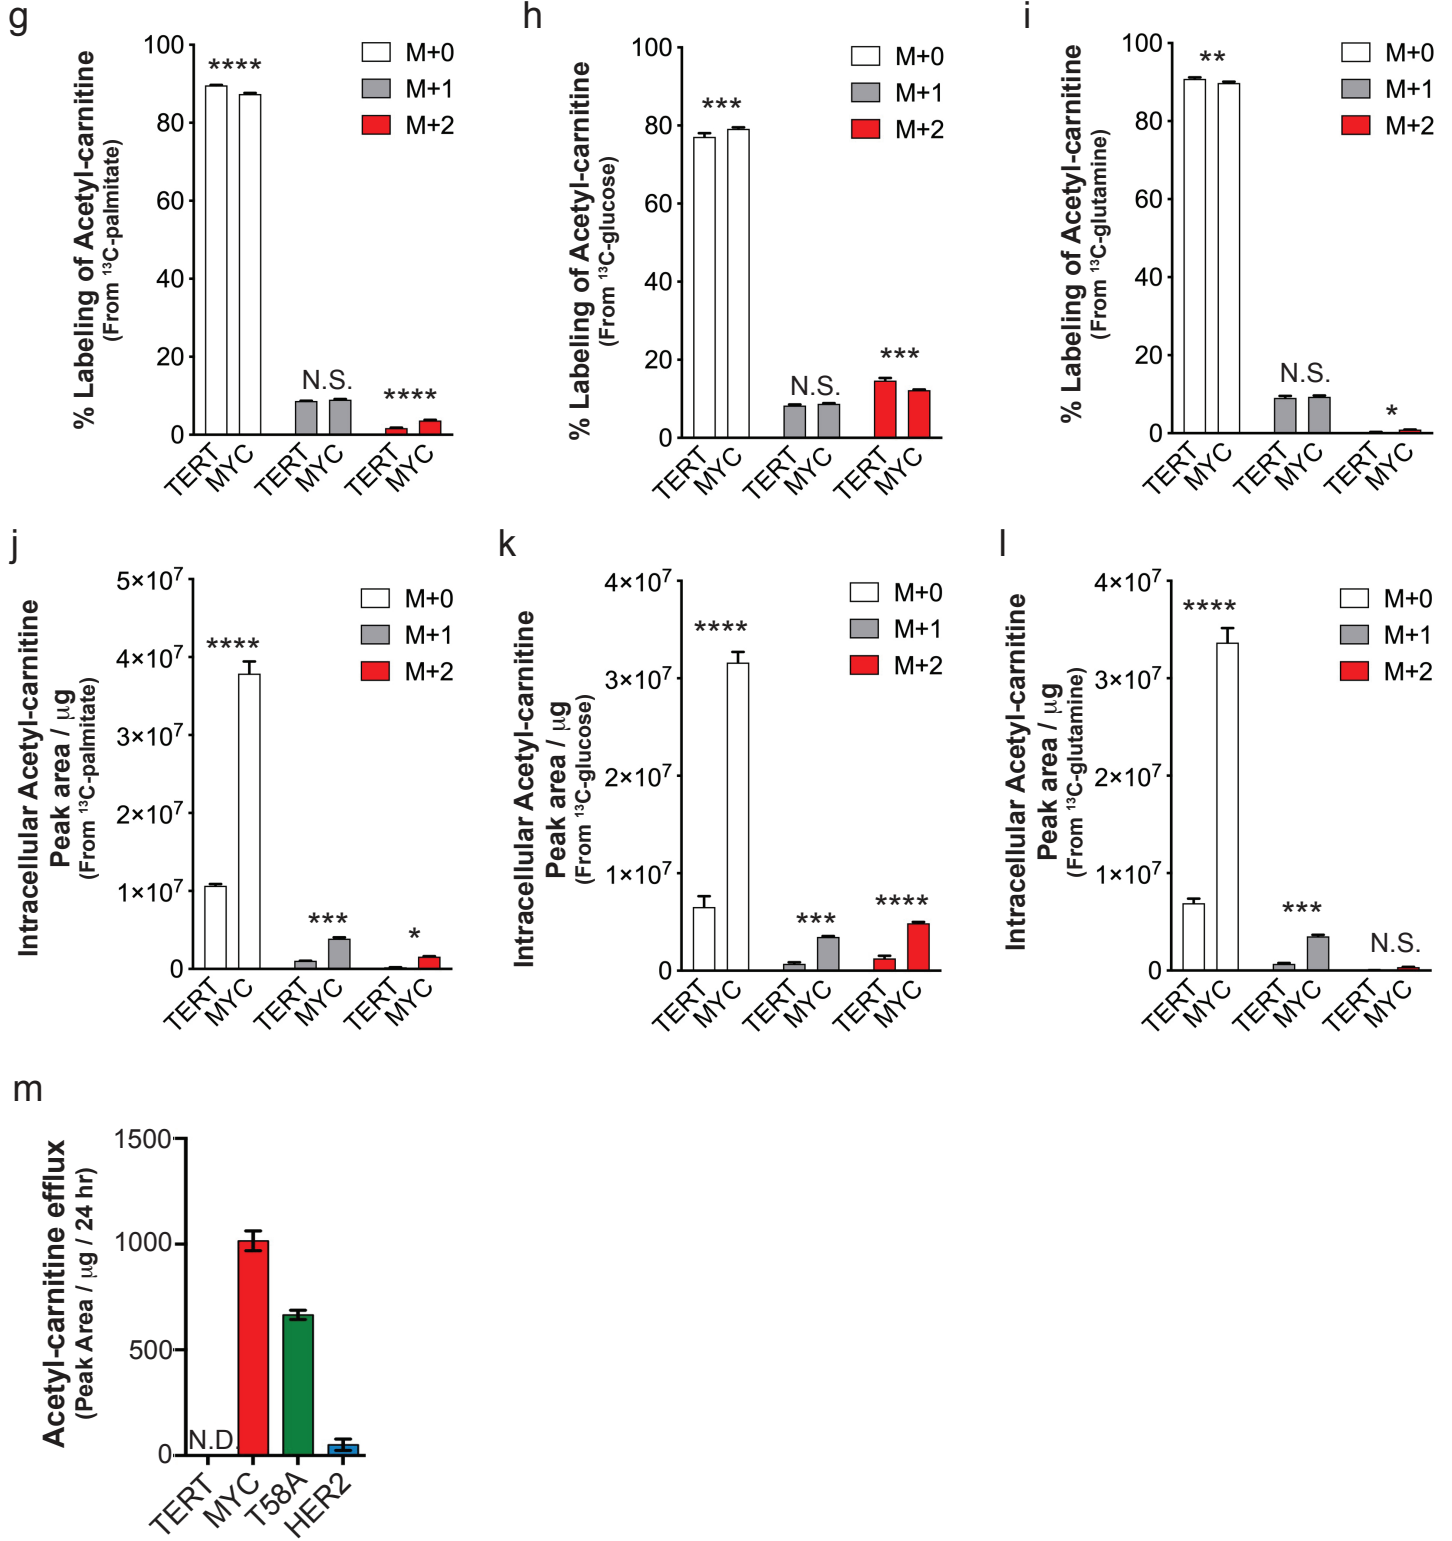 g
% Labeling of Acetyl-carnitine
(From ¹³C-palmitate)
100
80
60
40
20
0
****
N.S.
****
M+0
M+1
M+2
TERT
MYC
TERT
MYC
TERT
MYC
h
% Labeling of Acetyl-carnitine
(From ¹³C-glucose)
100
80
60
40
20
0
***
N.S.
***
M+0
M+1
M+2
TERT
MYC
TERT
MYC
TERT
MYC
i
% Labeling of Acetyl-carnitine
(From ¹³C-glutamine)
100
80
60
40
20
0
**
N.S.
*
M+0
M+1
M+2
TERT
MYC
TERT
MYC
TERT
MYC
j
Intracellular Acetyl-carnitine
Peak area / µg
(From ¹³C-palmitate)
5×10⁷
4×10⁷
3×10⁷
2×10⁷
1×10⁷
0
****
***
*
M+0
M+1
M+2
TERT
MYC
TERT
MYC
TERT
MYC
k
Intracellular Acetyl-carnitine
Peak area / µg
(From ¹³C-glucose)
4×10⁷
3×10⁷
2×10⁷
1×10⁷
0
****
***
****
M+0
M+1
M+2
TERT
MYC
TERT
MYC
TERT
MYC
l
Intracellular Acetyl-carnitine
Peak area / µg
(From ¹³C-glutamine)
4×10⁷
3×10⁷
2×10⁷
1×10⁷
0
****
***
N.S.
M+0
M+1
M+2
TERT
MYC
TERT
MYC
TERT
MYC
m
Acetyl-carnitine efflux
(Peak Area / µg / 24 hr)
1500
1000
500
0
N.D.
TERT
MYC
T58A
HER2